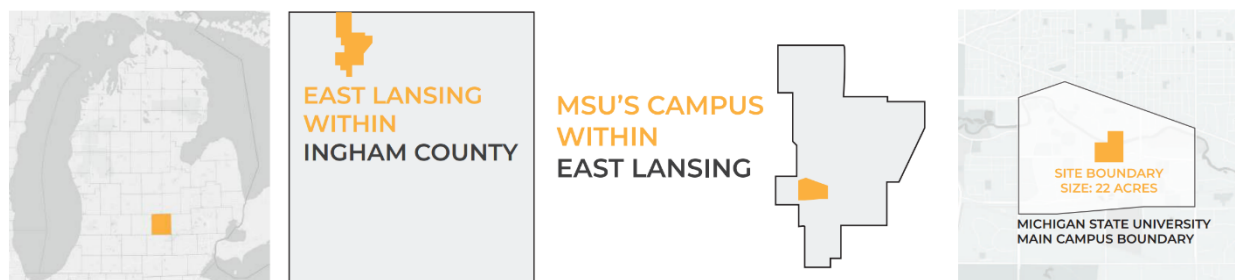 EAST LANSING
WITHIN
INGHAM COUNTY
MSU'S CAMPUS
WITHIN
EAST LANSING
SITE BOUNDARY
SIZE: 22 ACRES
MICHIGAN STATE UNIVERSITY
MAIN CAMPUS BOUNDARY